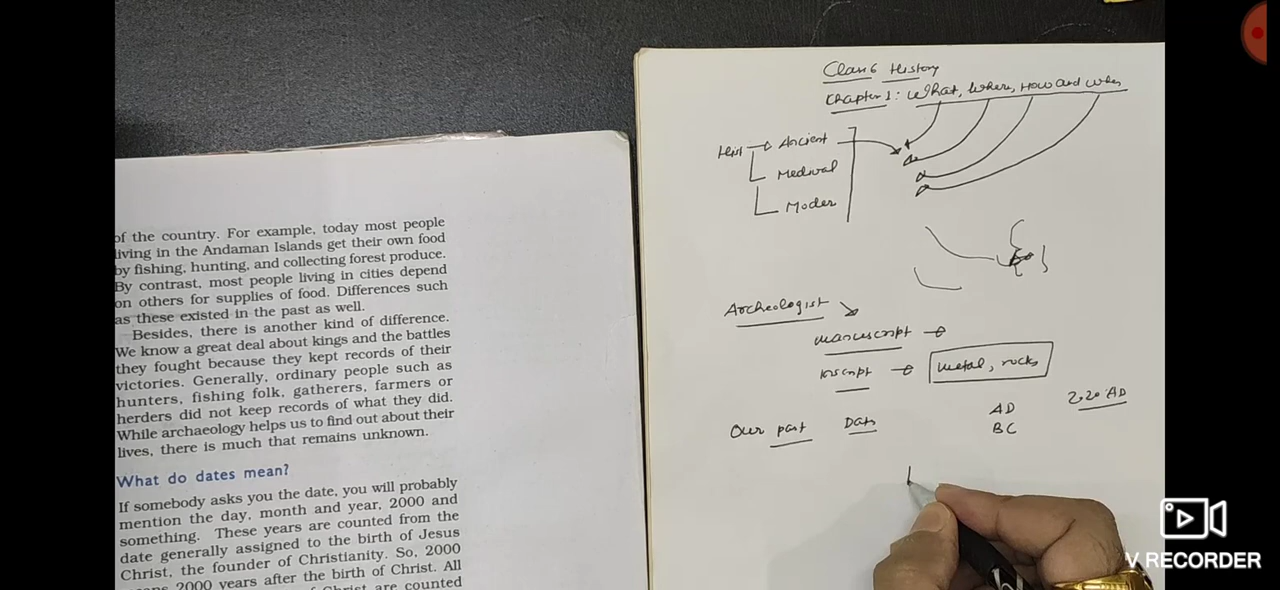 of the country. For example, today most people
living in the Andaman Islands get their own food
by fishing, hunting, and collecting forest produce.
By contrast, most people living in cities depend
on others for supplies of food. Differences such
as these existed in the past as well.
Besides, there is another kind of difference.
We know a great deal about kings and the battles
they fought because they kept records of their
victories. Generally, ordinary people such as
hunters, fishing folk, gatherers, farmers or
herders did not keep records of what they did.
While archaeology helps us to find out about their
lives, there is much that remains unknown.
What do dates mean?
If somebody asks you the date, you will probably
mention the day, month and year, 2000 and
something. These years are counted from the
date generally assigned to the birth of Jesus
Christ, the founder of Christianity. So, 2000
means 2000 years after the birth of Christ. All
Christ are counted
Class 6 History
Chapter 1: What, Where, How and When
Hist Ancient
Medival
Moder
Archeologist
manuscript
Inscript metal, rocks
Our past Dats AD 2020 AD
BC
V RECORDER